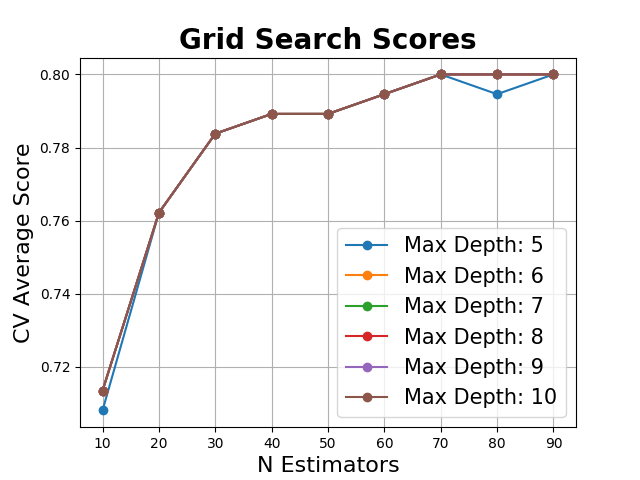 Grid Search Scores
CV Average Score
0.80
0.78
0.76
0.74
0.72
Max Depth: 5
Max Depth: 6
Max Depth: 7
Max Depth: 8
Max Depth: 9
Max Depth: 10
10 20 30 40 50 60 70 80 90
N Estimators